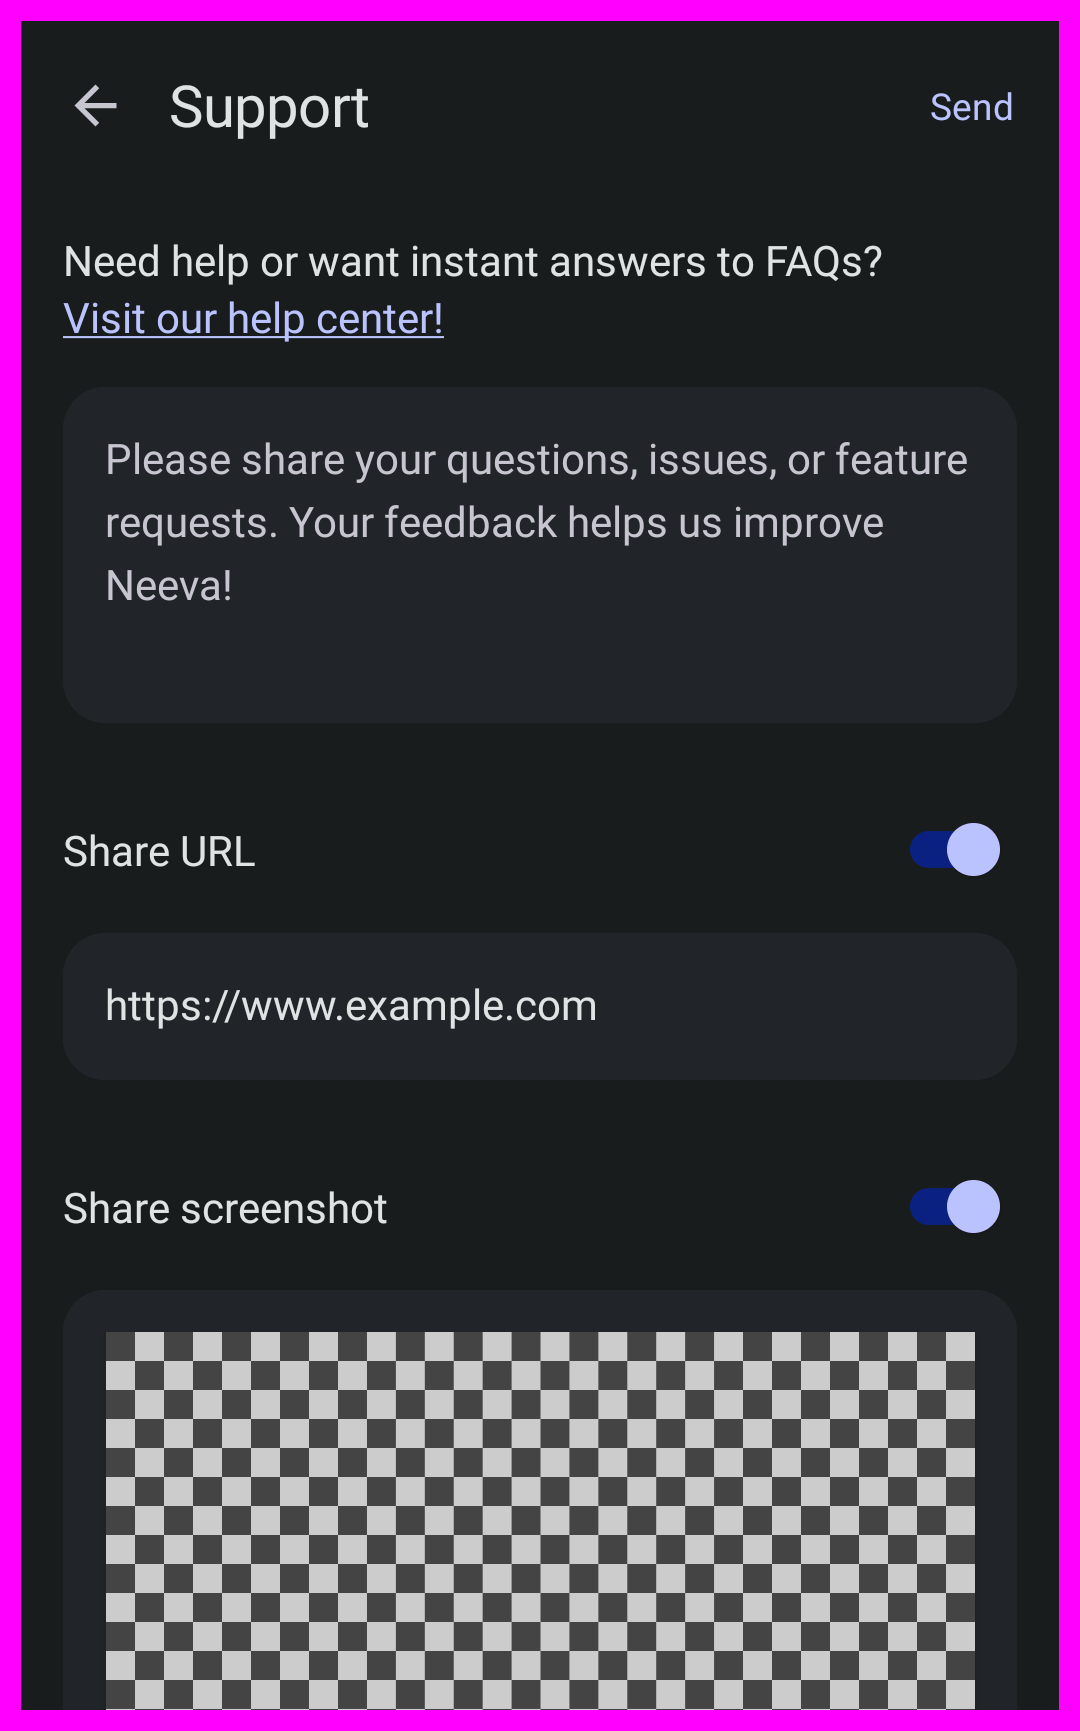 Support
Send
Need help or want instant answers to FAQs?
Visit our help center!
Please share your questions, issues, or feature
requests. Your feedback helps us improve
Neeva!
Share URL
https://www.example.com
Share screenshot